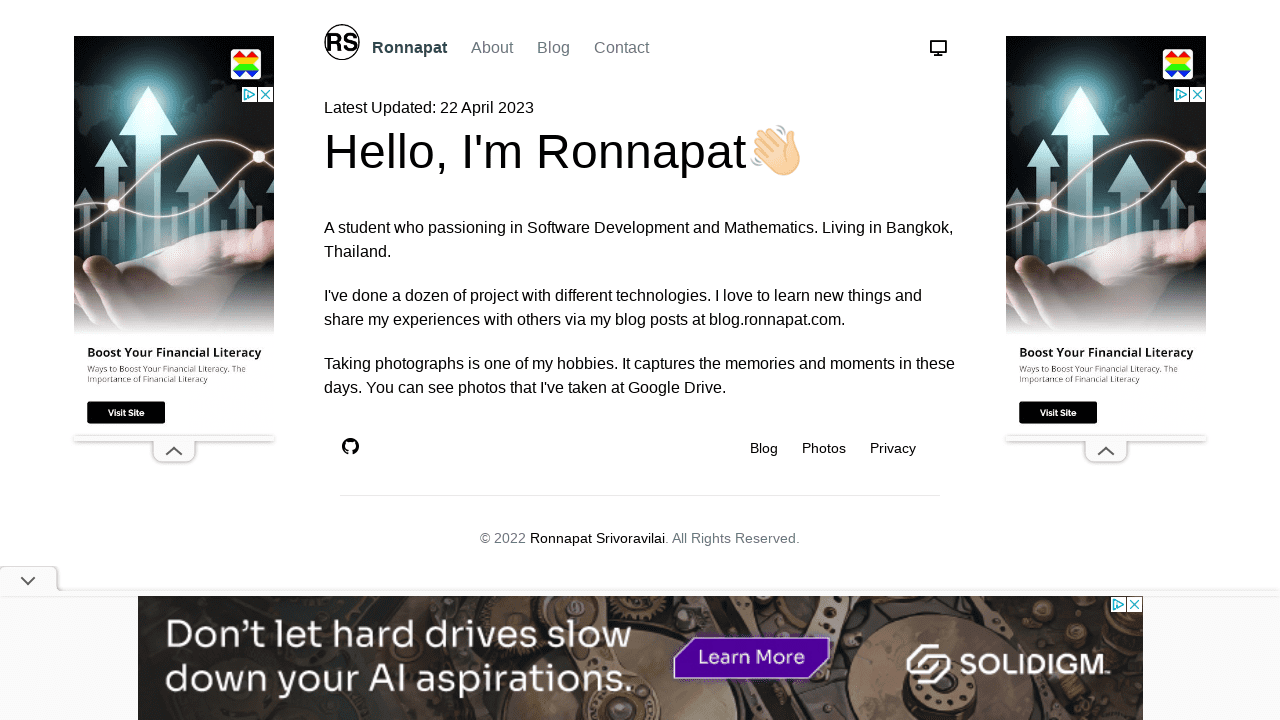 RS
Ronnapat About Blog Contact
Latest Updated: 22 April 2023
Hello, I'm Ronnapat
A student who passioning in Software Development and Mathematics. Living in Bangkok,
Thailand.
I've done a dozen of project with different technologies. I love to learn new things and
share my experiences with others via my blog posts at blog.ronnapat.com.
Taking photographs is one of my hobbies. It captures the memories and moments in these
days. You can see photos that I've taken at Google Drive.
Blog Photos Privacy
© 2022 Ronnapat Srivoravilai. All Rights Reserved.
Boost Your Financial Literacy
Ways to Boost Your Financial Literacy. The
Importance of Financial Literacy
Visit Site
Boost Your Financial Literacy
Ways to Boost Your Financial Literacy. The
Importance of Financial Literacy
Visit Site
Don't let hard drives slow
down your AI aspirations.
Learn More
SOLIDIGM.